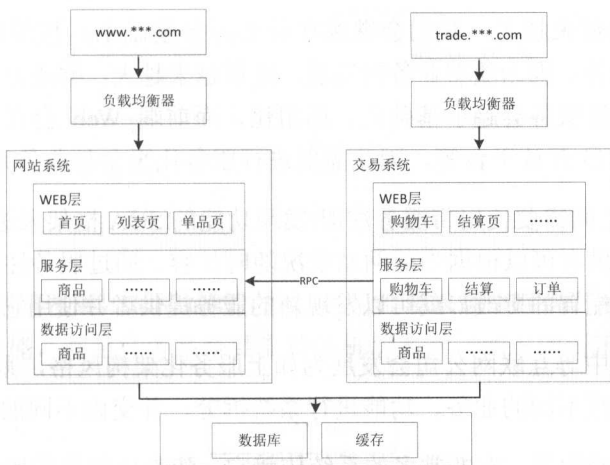 www.***.com
trade.***.com
负载均衡器
负载均衡器
网站系统
WEB层
首页 列表页 单品页
服务层
商品 …… ……
数据访问层
商品 …… ……
RPC
交易系统
WEB层
购物车 结算页 ……
服务层
购物车 结算 订单
数据访问层
商品 …… ……
数据库 缓存